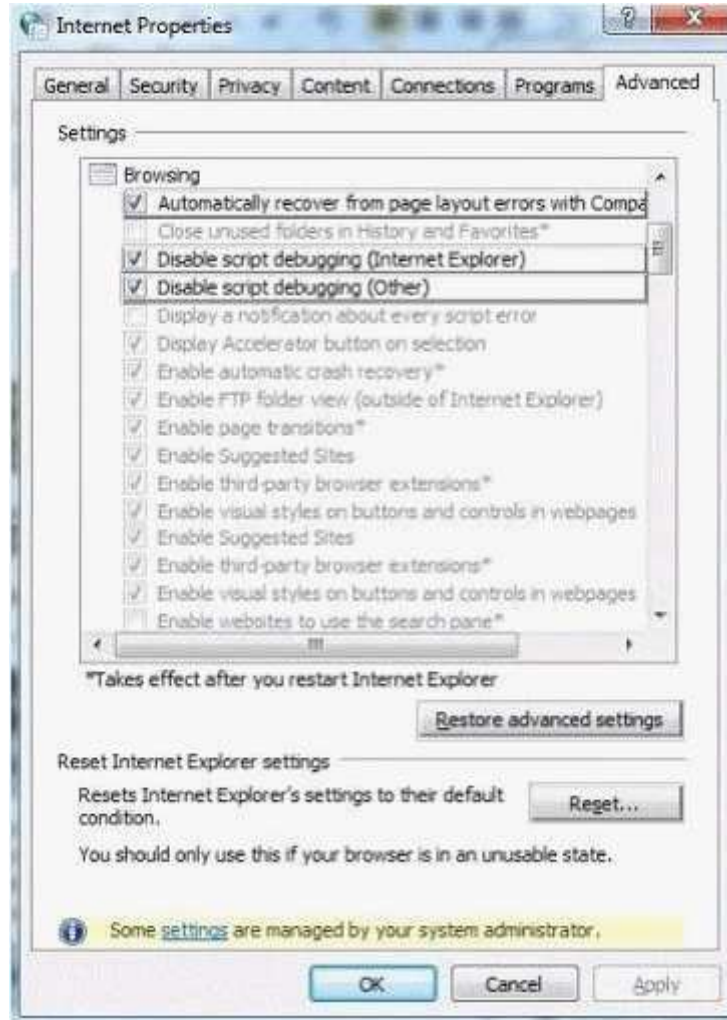 Internet Properties
General Security Privacy Content Connections Programs Advanced
Settings
Browsing
Automatically recover from page layout errors with Compa
Close unused folders in History and Favorites*
Disable script debugging (Internet Explorer)
Disable script debugging (Other)
Display a notification about every script error
Display Accelerator button on selection
Enable automatic crash recovery*
Enable FTP folder view (outside of Internet Explorer)
Enable page transitions*
Enable Suggested Sites
Enable third-party browser extensions*
Enable visual styles on buttons and controls in webpages
Enable Suggested Sites
Enable third-party browser extensions*
Enable visual styles on buttons and controls in webpages
Enable websites to use the search pane*
*Takes effect after you restart Internet Explorer
Restore advanced settings
Reset Internet Explorer settings
Resets Internet Explorer's settings to their default
condition.
Reset...
You should only use this if your browser is in an unusable state.
Some settings are managed by your system administrator.
OK Cancel Apply